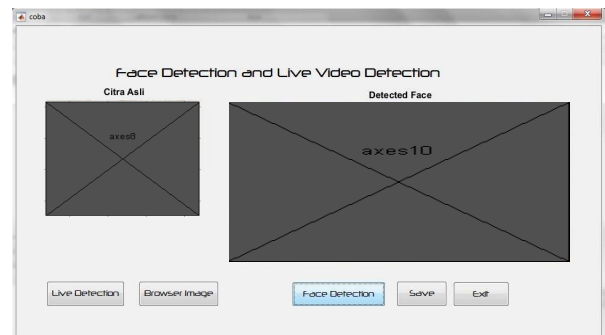 coba
Face Detection and Live Video Detection
Citra Asli
Detected Face
axes8
axes10
Live Detection
Browser Image
Face Detection
Save
Exit